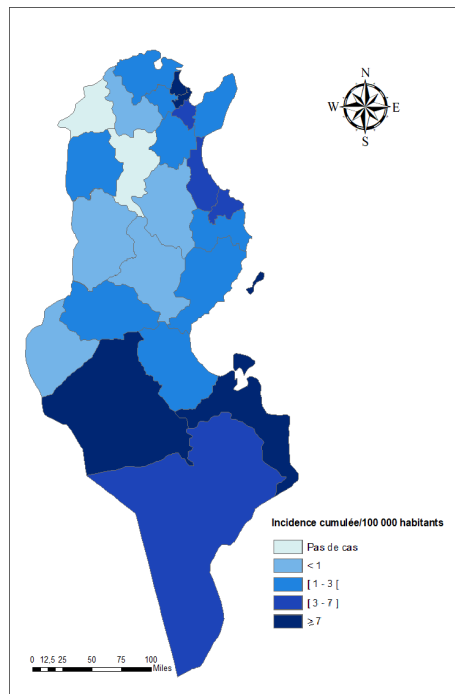 N
W E
S
Incidence cumulée/100 000 habitants
Pas de cas
< 1
[ 1 - 3 [
[ 3 - 7 ]
≥ 7
0 12,5 25 50 75 100
Miles